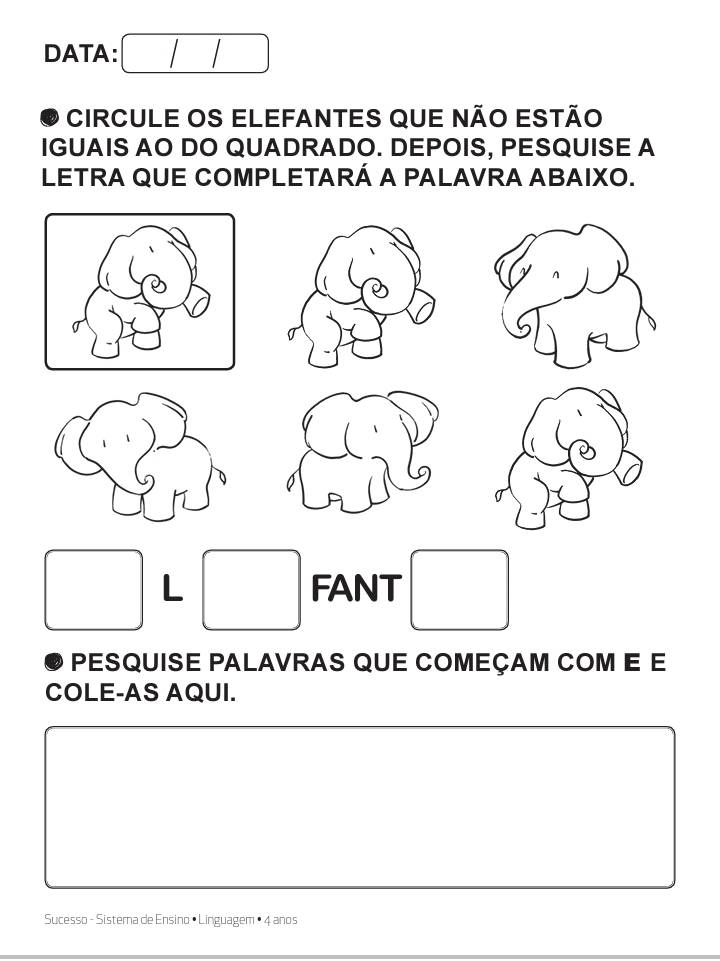 DATA: / /
CIRCULE OS ELEFANTES QUE NÃO ESTÃO
IGUAIS AO DO QUADRADO. DEPOIS, PESQUISE A
LETRA QUE COMPLETARÁ A PALAVRA ABAIXO.
L FANT
PESQUISE PALAVRAS QUE COMEÇAM COM E E
COLE-AS AQUI.
Sucesso - Sistema de Ensino • Linguagem • 4 anos